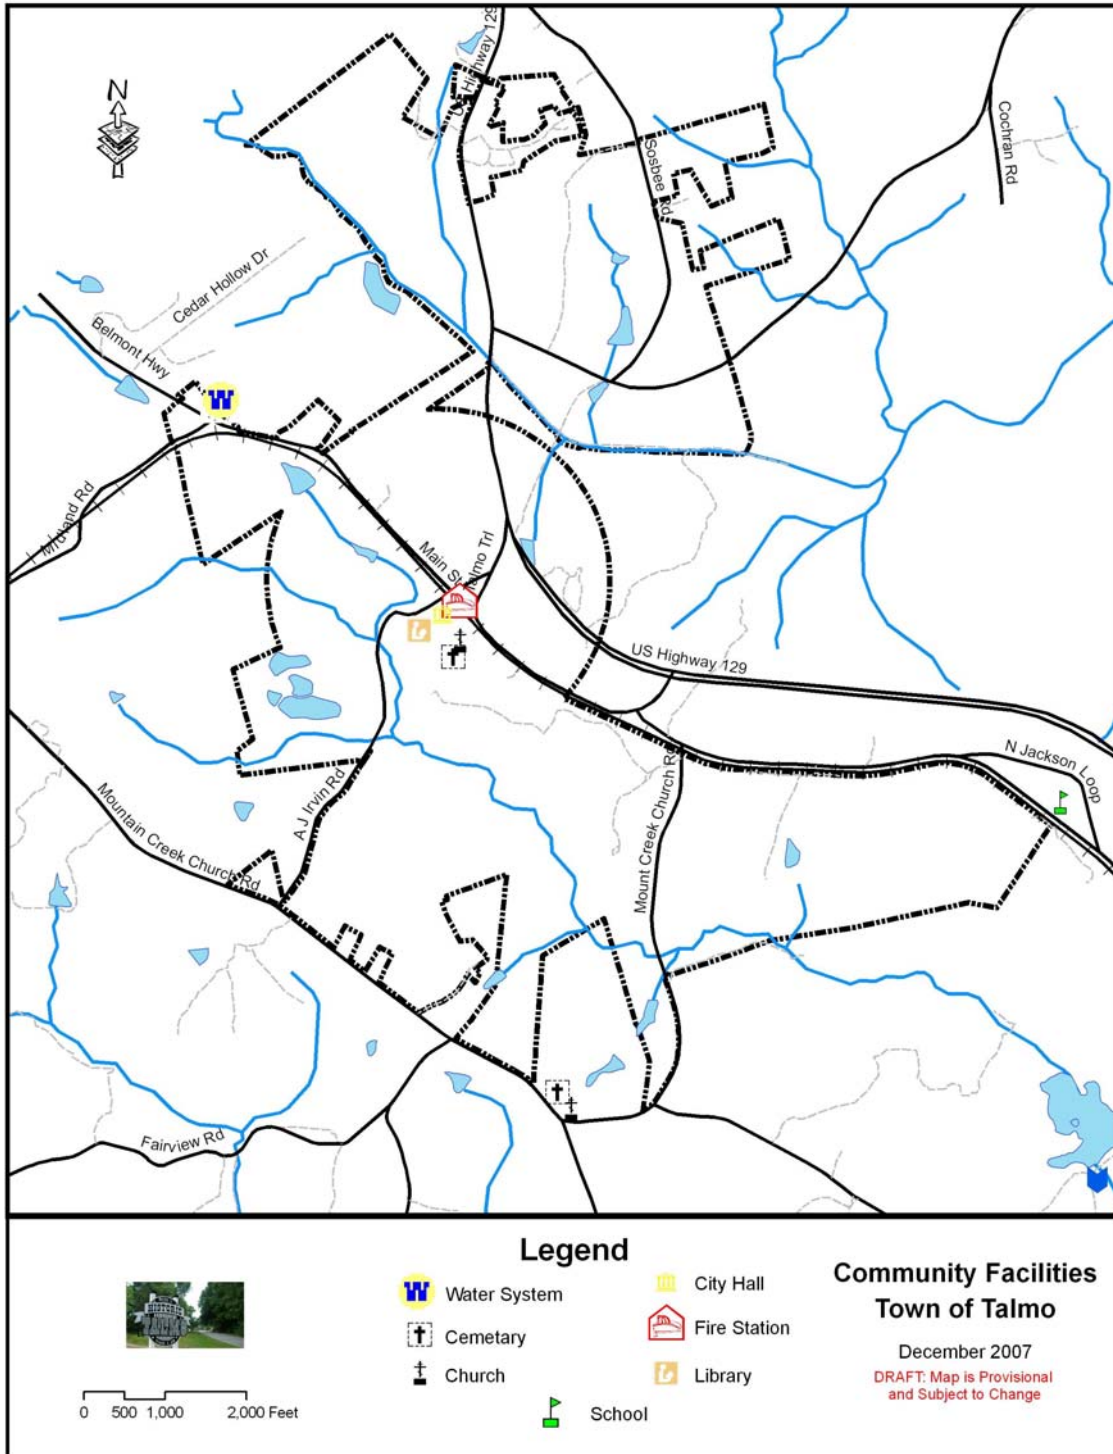 N
US Highway 129
Cochran Rd
Sosbee Rd
Cedar Hollow Dr
Belmont Hwy
W
Midland Rd
Main St
Talmo Trl
US Highway 129
N Jackson Loop
A J Irvin Rd
Mount Creek Church Rd
Mountain Creek Church Rd
Fairview Rd
Legend
W Water System
Cemetary
Church
City Hall
Fire Station
Library
School
HISTORIC
Community Facilities
Town of Talmo
December 2007
DRAFT: Map is Provisional
and Subject to Change
0 500 1,000 2,000 Feet